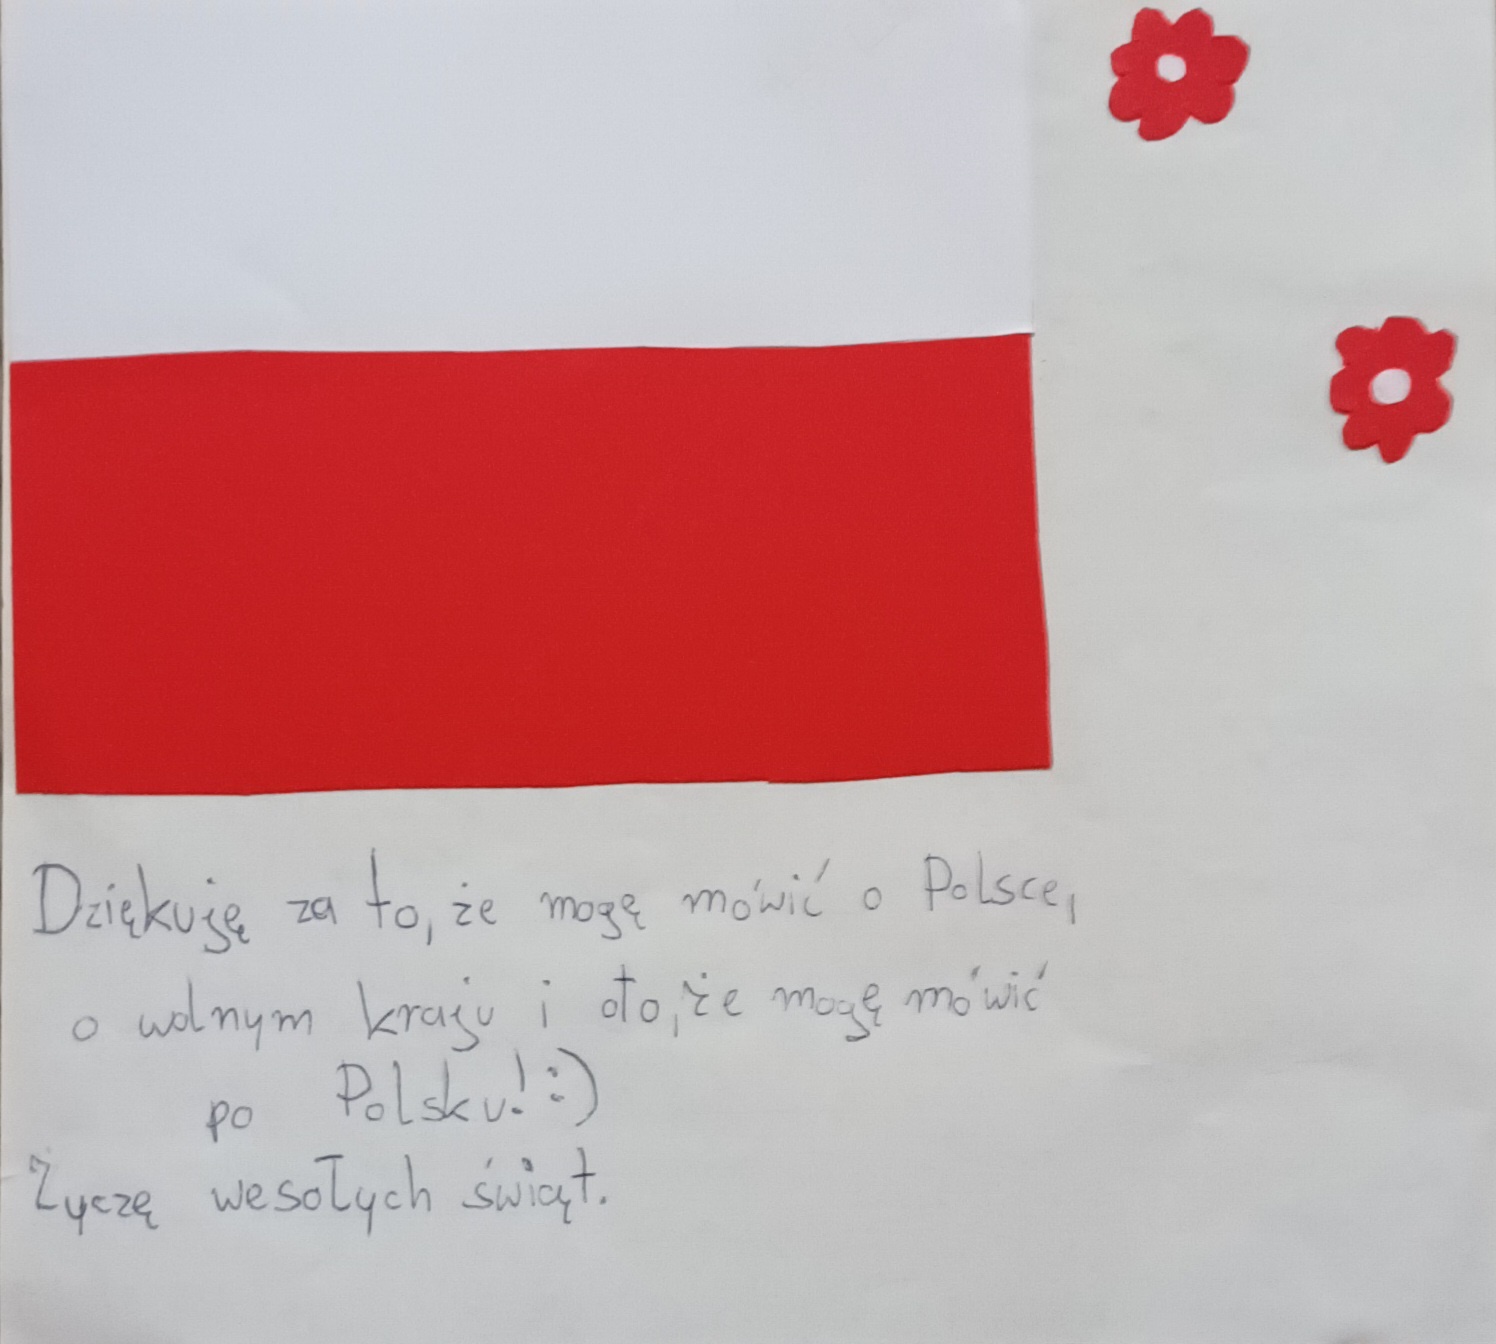 Dziękuję za to, że mogę mówić o Polsce,
o wolnym kraju i oto, że mogę mówić
po Polsku! :)
Życzę wesołych świąt.